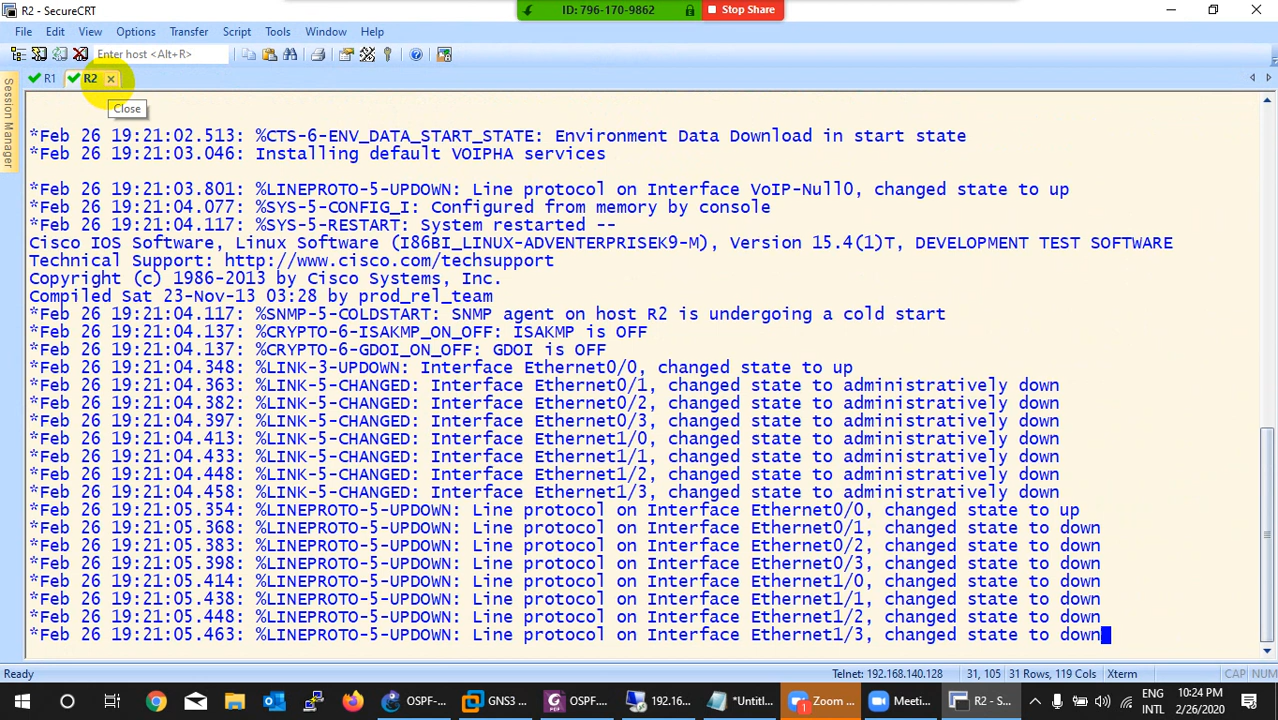 R2 - SecureCRT
ID: 796-170-9862
Stop Share
File Edit View Options Transfer Script Tools Window Help
Enter host <Alt+R>
R1 R2
Close
Session Manager
*Feb 26 19:21:02.513: %CTS-6-ENV_DATA_START_STATE: Environment Data Download in start state
*Feb 26 19:21:03.046: Installing default VOIPHA services
*Feb 26 19:21:03.801: %LINEPROTO-5-UPDOWN: Line protocol on Interface VoIP-Null0, changed state to up
*Feb 26 19:21:04.077: %SYS-5-CONFIG_I: Configured from memory by console
*Feb 26 19:21:04.117: %SYS-5-RESTART: System restarted --
Cisco IOS Software, Linux Software (I86BI_LINUX-ADVENTERPRISEK9-M), Version 15.4(1)T, DEVELOPMENT TEST SOFTWARE
Technical Support: http://www.cisco.com/techsupport
Copyright (c) 1986-2013 by Cisco Systems, Inc.
Compiled Sat 23-Nov-13 03:28 by prod_rel_team
*Feb 26 19:21:04.117: %SNMP-5-COLDSTART: SNMP agent on host R2 is undergoing a cold start
*Feb 26 19:21:04.137: %CRYPTO-6-ISAKMP_ON_OFF: ISAKMP is OFF
*Feb 26 19:21:04.137: %CRYPTO-6-GDOI_ON_OFF: GDOI is OFF
*Feb 26 19:21:04.348: %LINK-3-UPDOWN: Interface Ethernet0/0, changed state to up
*Feb 26 19:21:04.363: %LINK-5-CHANGED: Interface Ethernet0/1, changed state to administratively down
*Feb 26 19:21:04.382: %LINK-5-CHANGED: Interface Ethernet0/2, changed state to administratively down
*Feb 26 19:21:04.397: %LINK-5-CHANGED: Interface Ethernet0/3, changed state to administratively down
*Feb 26 19:21:04.413: %LINK-5-CHANGED: Interface Ethernet1/0, changed state to administratively down
*Feb 26 19:21:04.433: %LINK-5-CHANGED: Interface Ethernet1/1, changed state to administratively down
*Feb 26 19:21:04.448: %LINK-5-CHANGED: Interface Ethernet1/2, changed state to administratively down
*Feb 26 19:21:04.458: %LINK-5-CHANGED: Interface Ethernet1/3, changed state to administratively down
*Feb 26 19:21:05.354: %LINEPROTO-5-UPDOWN: Line protocol on Interface Ethernet0/0, changed state to up
*Feb 26 19:21:05.368: %LINEPROTO-5-UPDOWN: Line protocol on Interface Ethernet0/1, changed state to down
*Feb 26 19:21:05.383: %LINEPROTO-5-UPDOWN: Line protocol on Interface Ethernet0/2, changed state to down
*Feb 26 19:21:05.398: %LINEPROTO-5-UPDOWN: Line protocol on Interface Ethernet0/3, changed state to down
*Feb 26 19:21:05.414: %LINEPROTO-5-UPDOWN: Line protocol on Interface Ethernet1/0, changed state to down
*Feb 26 19:21:05.438: %LINEPROTO-5-UPDOWN: Line protocol on Interface Ethernet1/1, changed state to down
*Feb 26 19:21:05.448: %LINEPROTO-5-UPDOWN: Line protocol on Interface Ethernet1/2, changed state to down
*Feb 26 19:21:05.463: %LINEPROTO-5-UPDOWN: Line protocol on Interface Ethernet1/3, changed state to down
Ready Telnet: 192.168.140.128 31, 105 31 Rows, 119 Cols Xterm CAP NUM
OSPF-... GNS3 ... OSPF.... 192.16... *Untitl... Zoom ... Meeti... R2 - S... ENG 10:24 PM
INTL 2/26/2020